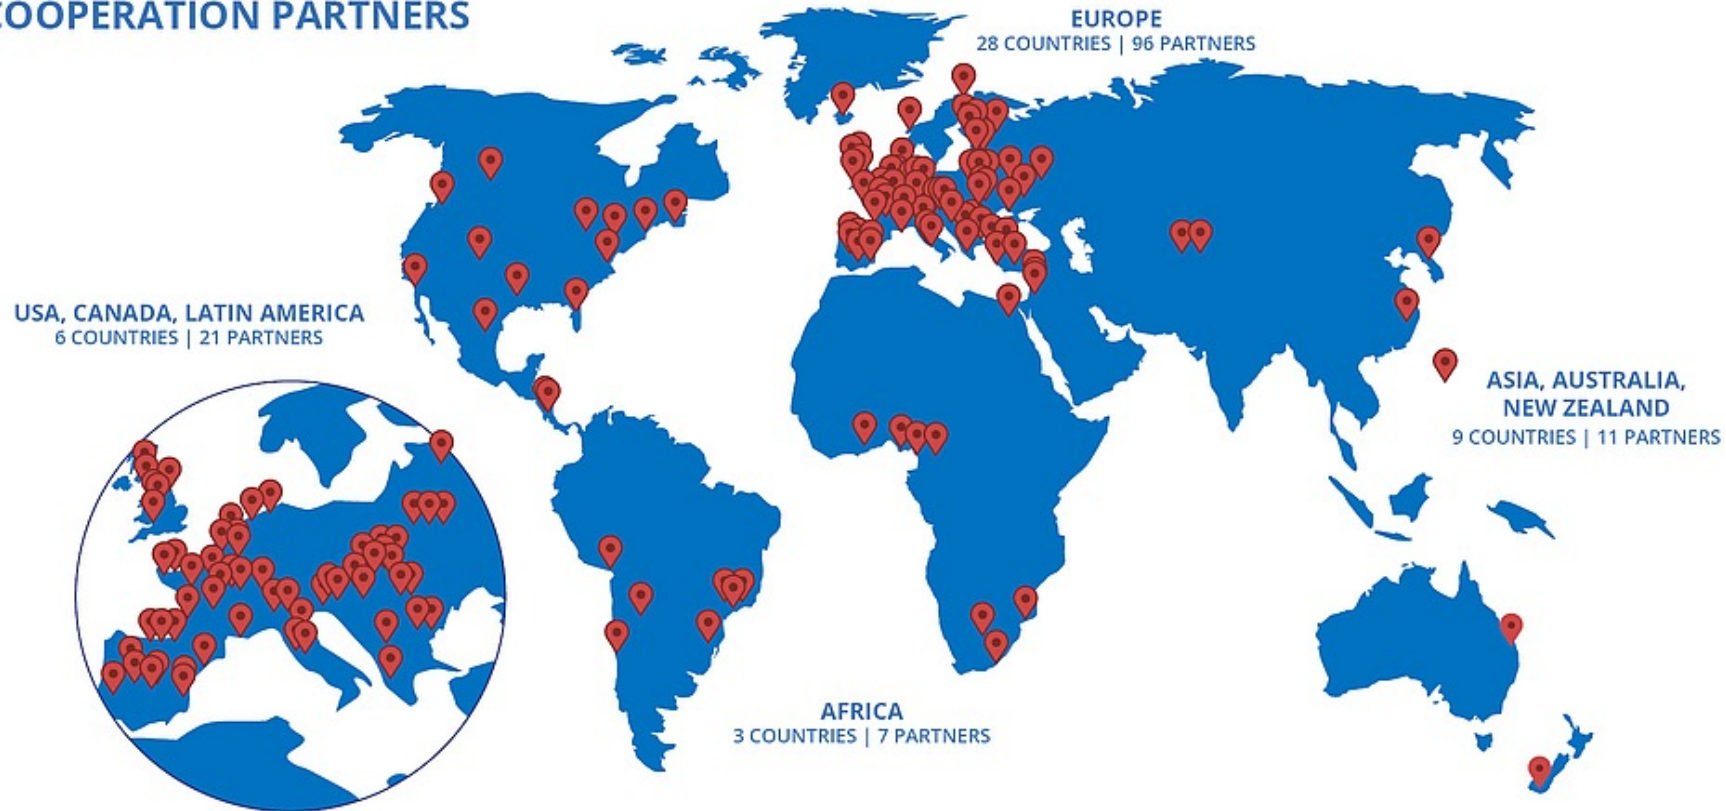 COOPERATION PARTNERS
EUROPE
28 COUNTRIES | 96 PARTNERS
USA, CANADA, LATIN AMERICA
6 COUNTRIES | 21 PARTNERS
ASIA, AUSTRALIA,
NEW ZEALAND
9 COUNTRIES | 11 PARTNERS
AFRICA
3 COUNTRIES | 7 PARTNERS